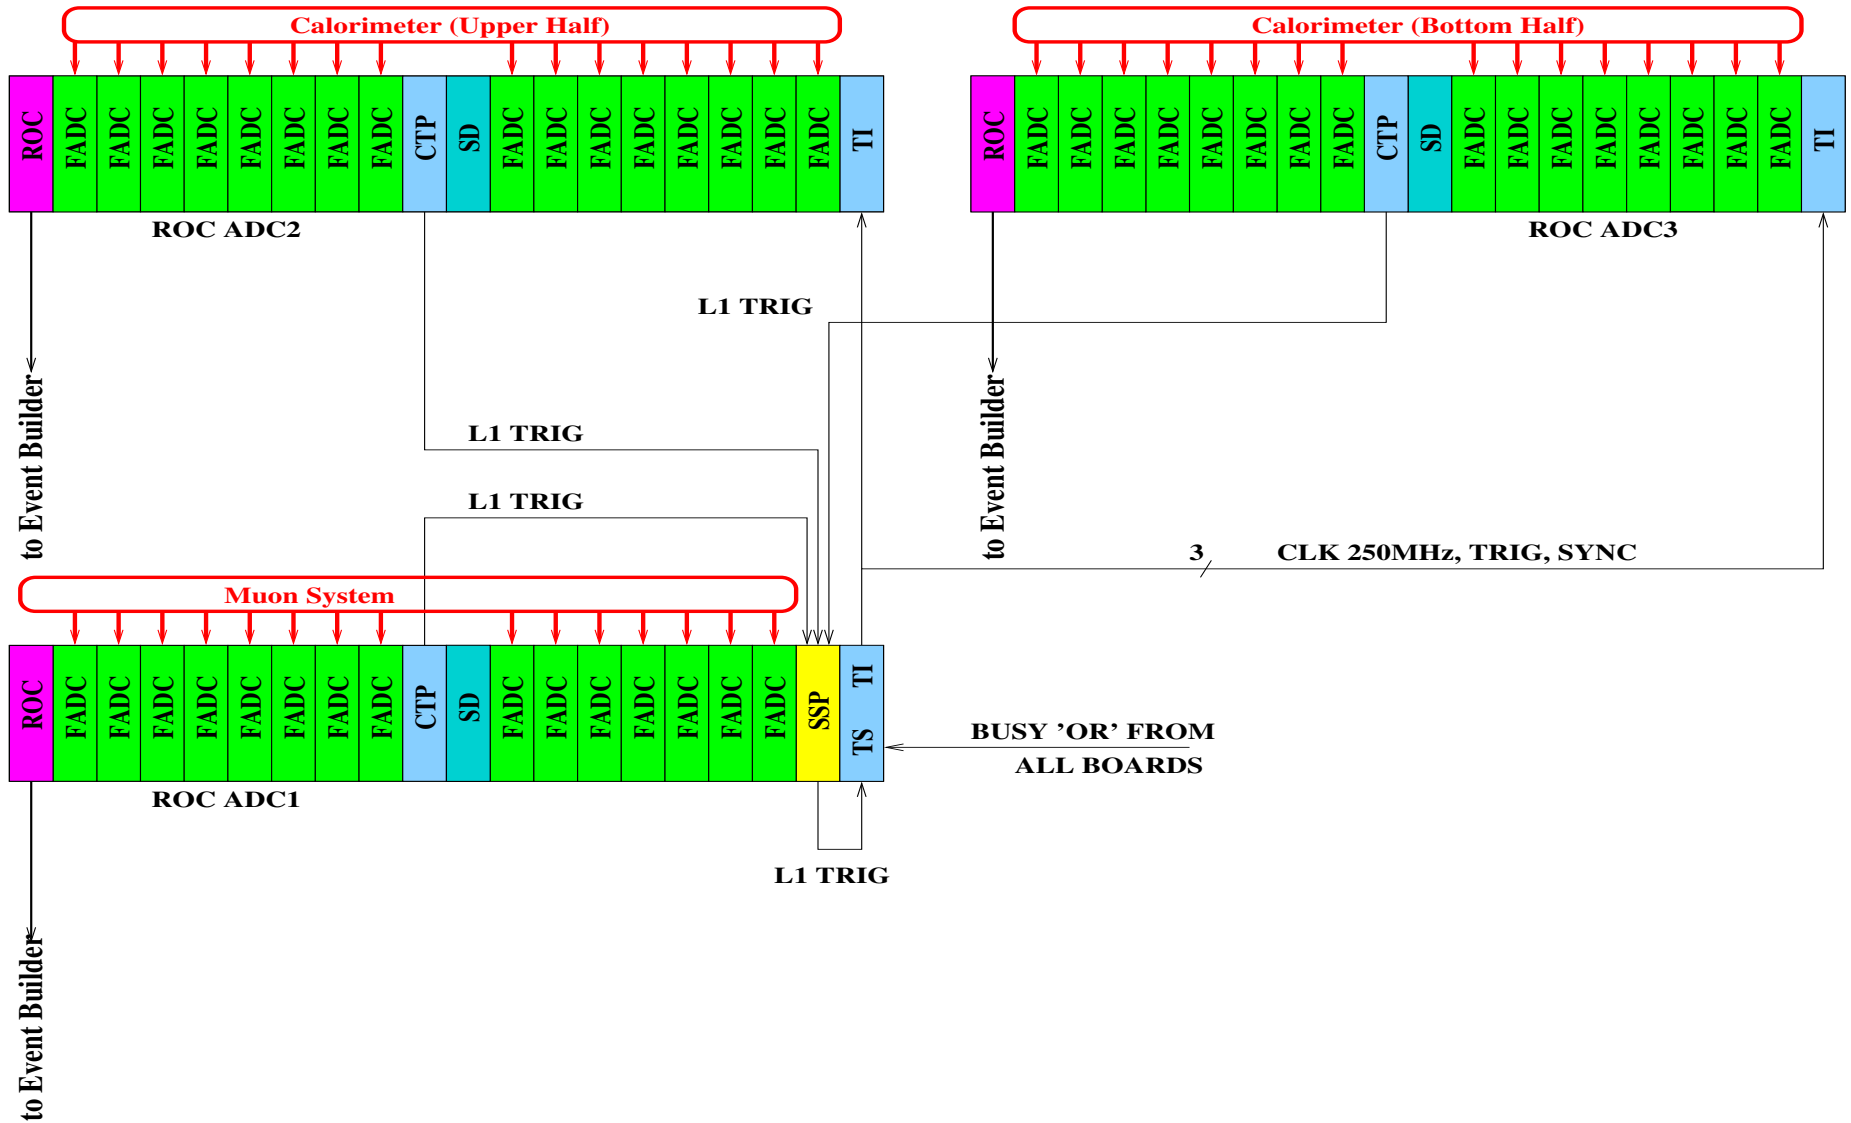 Calorimeter (Upper Half)
Calorimeter (Bottom Half)
ROC FADC FADC FADC FADC FADC FADC FADC FADC CTP SD FADC FADC FADC FADC FADC FADC FADC FADC TI
ROC FADC FADC FADC FADC FADC FADC FADC FADC CTP SD FADC FADC FADC FADC FADC FADC FADC FADC TI
ROC ADC2
ROC ADC3
L1 TRIG
to Event Builder
to Event Builder
L1 TRIG
L1 TRIG
3 CLK 250MHz, TRIG, SYNC
Muon System
ROC FADC FADC FADC FADC FADC FADC FADC FADC CTP SD FADC FADC FADC FADC FADC FADC FADC SSP TS TI
BUSY 'OR' FROM
ALL BOARDS
ROC ADC1
L1 TRIG
to Event Builder